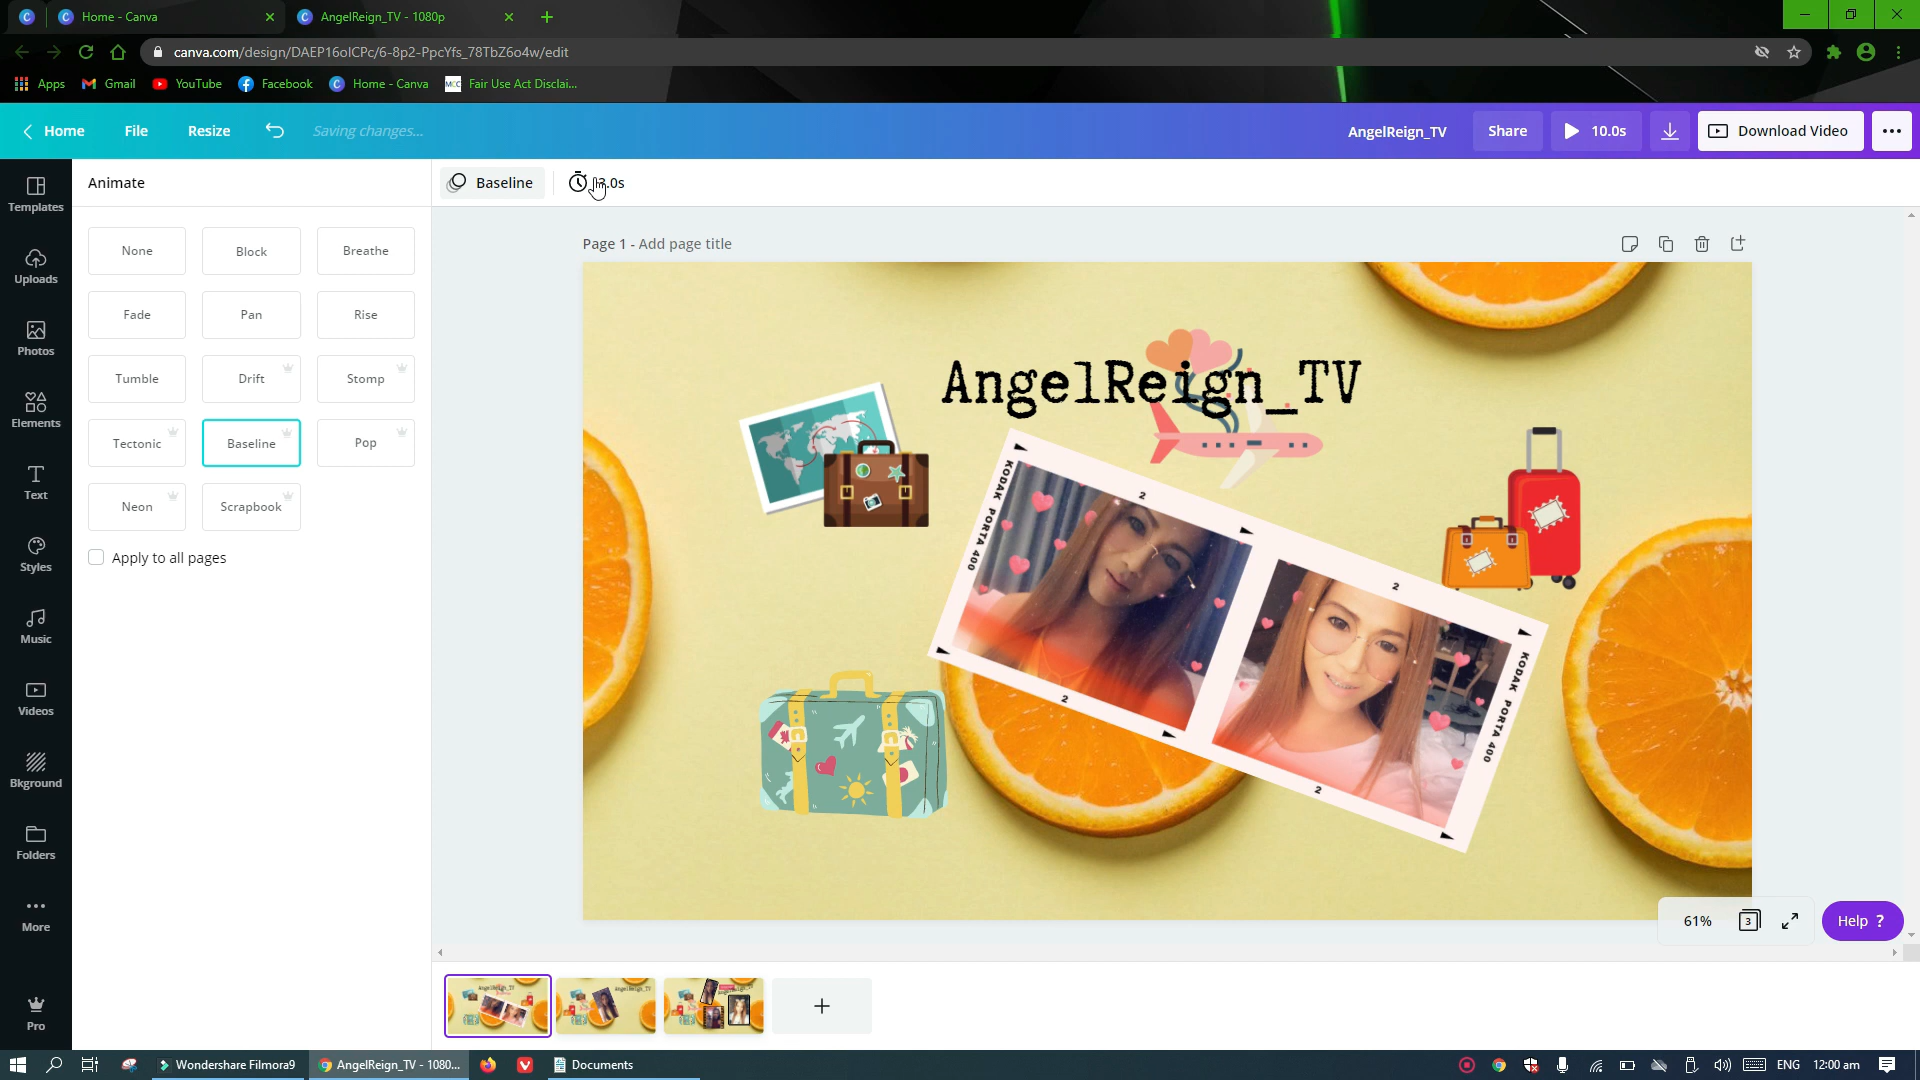 Home - Canva
AngelReign_TV - 1080p
canva.com/design/DAEP16olCPc/6-8p2-PpcYfs_78TbZ6o4w/edit
Apps
Gmail
YouTube
Facebook
Home - Canva
Fair Use Act Disclai...
Home
File
Resize
Saving changes...
AngelReign_TV
Share
10.0s
Download Video
Templates
Uploads
Photos
Elements
Text
Styles
Music
Videos
Bkground
Folders
More
Pro
Animate
None
Block
Breathe
Fade
Pan
Rise
Tumble
Drift
Stomp
Tectonic
Baseline
Pop
Neon
Scrapbook
Apply to all pages
Baseline
3.0s
Page 1 - Add page title
AngelReign_TV
KODAK PORTA 400
2
2
2
2
KODAK PORTA 400
61%
3
Help ?
Wondershare Filmora9
AngelReign_TV - 1080...
Documents
ENG
12:00 am